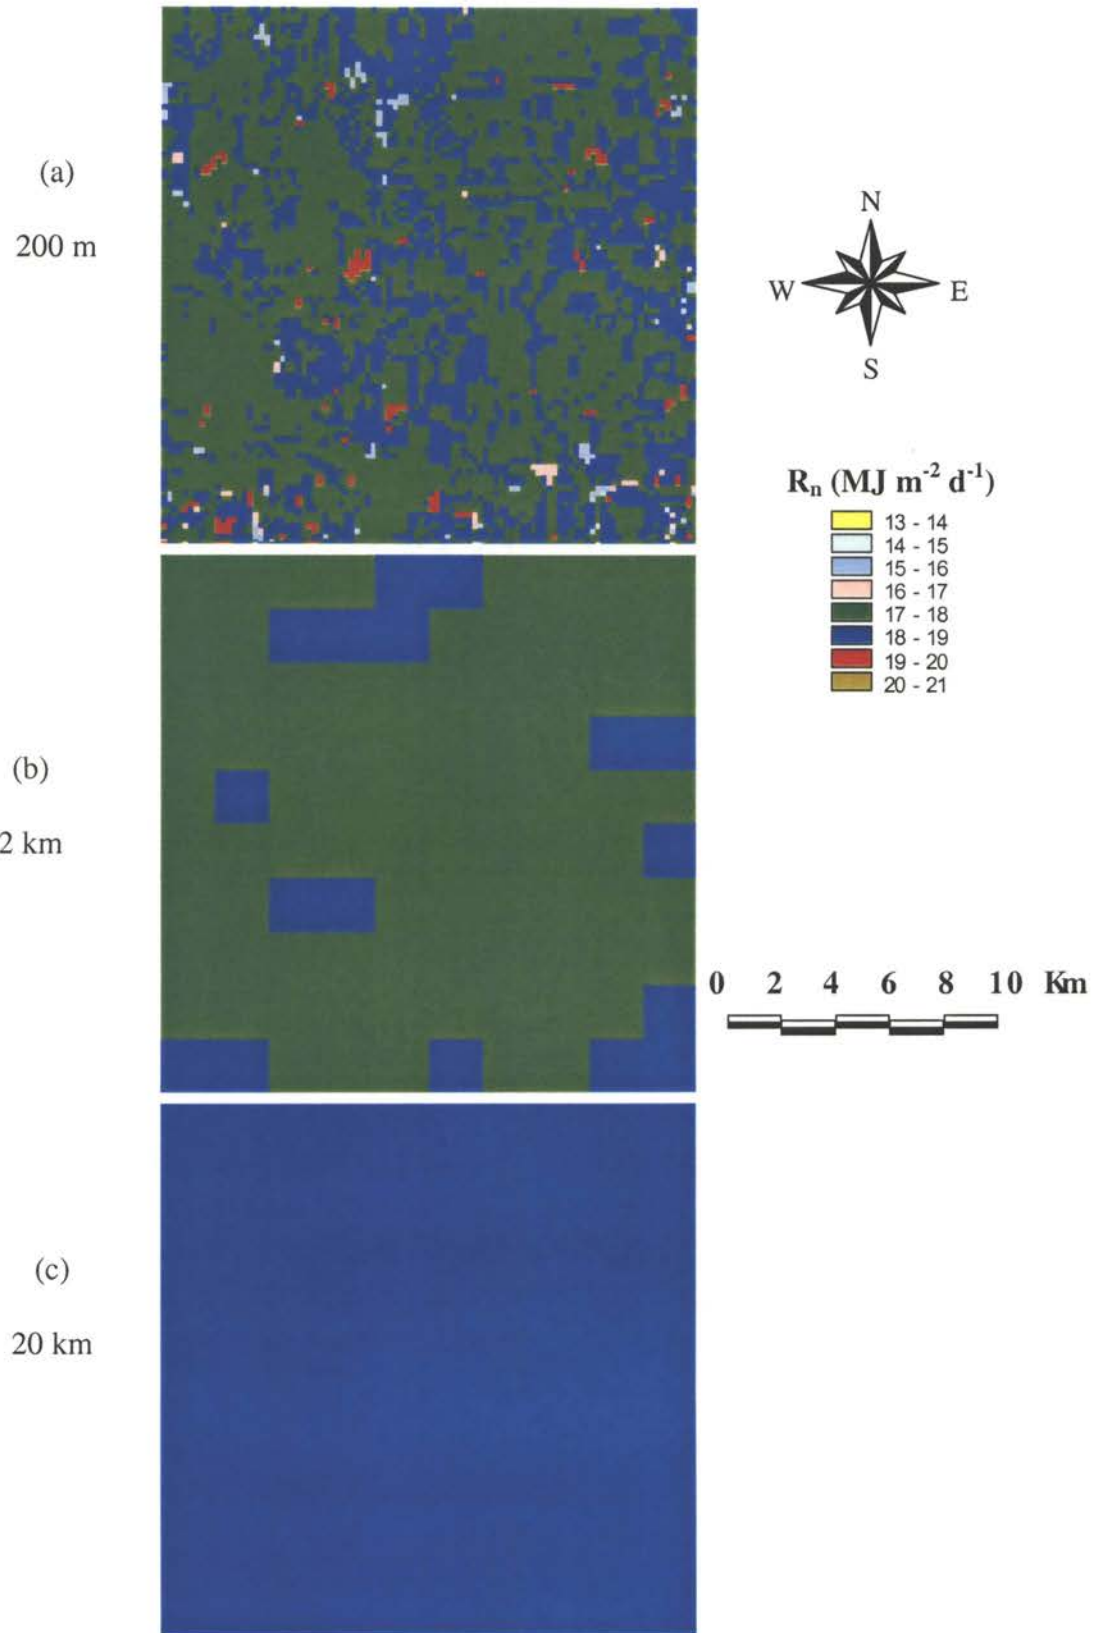 (a)
200 m
N
W E
S
Rₙ (MJ m⁻² d⁻¹)
13 - 14
14 - 15
15 - 16
16 - 17
17 - 18
18 - 19
19 - 20
20 - 21
(b)
2 km
0 2 4 6 8 10 Km
(c)
20 km